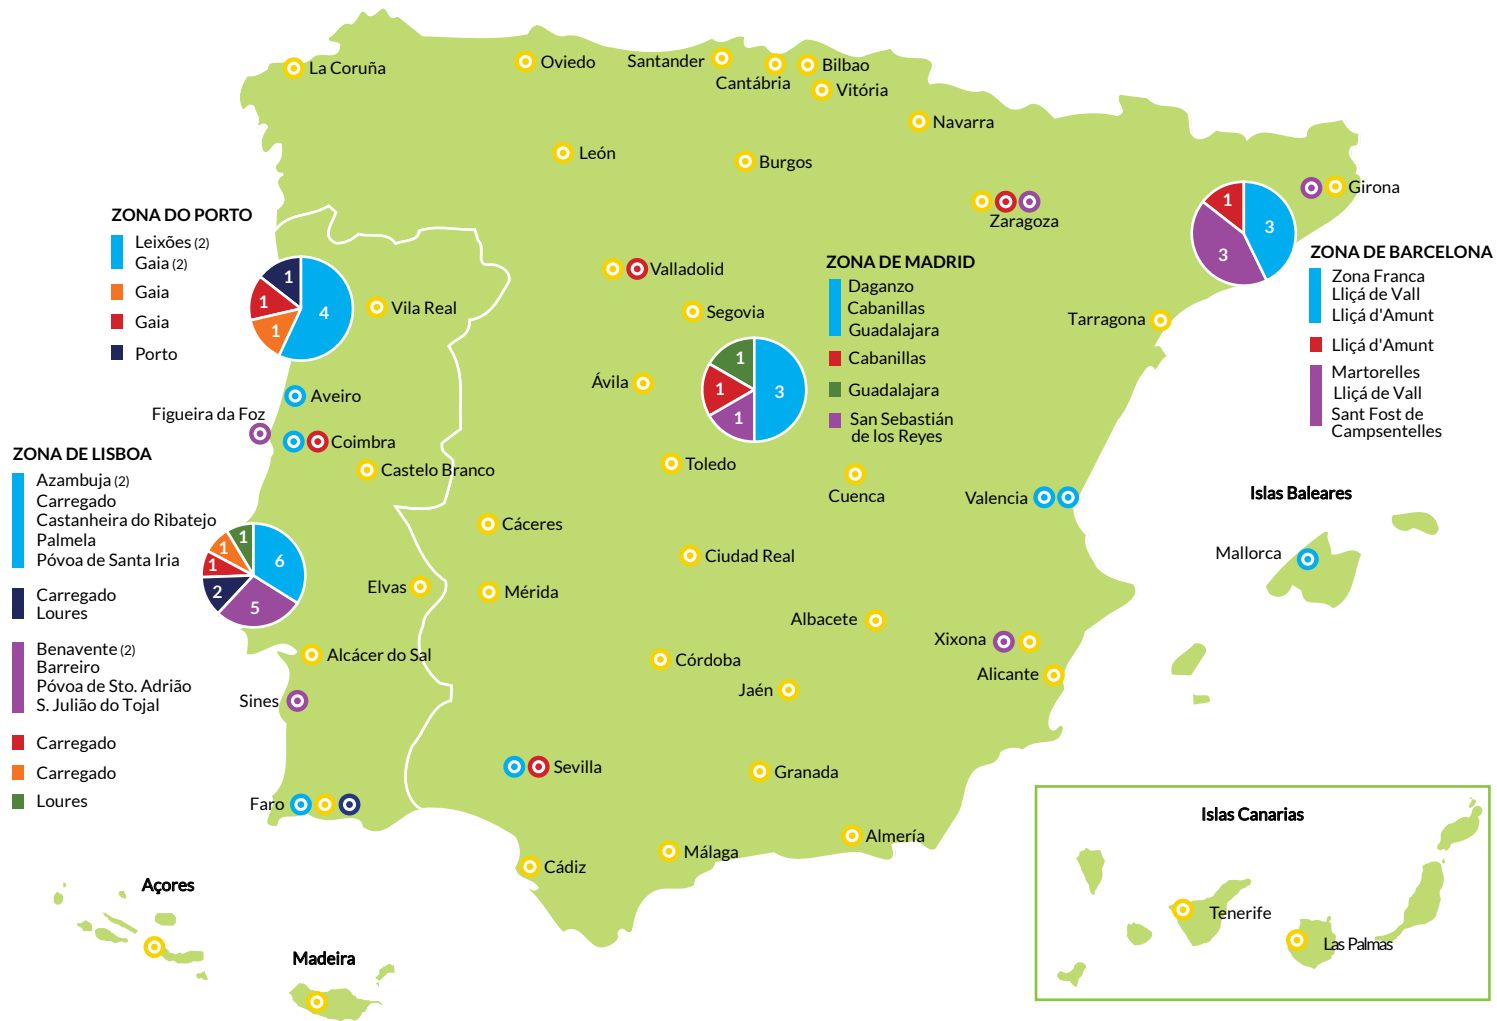 La Coruña
Oviedo
Santander
Cantábria
Bilbao
Vitória
Navarra
León
Burgos
Girona
Zaragoza
ZONA DO PORTO
Leixões (2)
Gaia (2)
Gaia
Gaia
Porto
1
1
1
4
Vila Real
Valladolid
Segovia
Ávila
ZONA DE MADRID
Daganzo
Cabanillas
Guadalajara
Cabanillas
Guadalajara
San Sebastián
de los Reyes
1
1
1
3
1
3
3
ZONA DE BARCELONA
Zona Franca
Lliçá de Vall
Lliçá d'Amunt
Lliçá d'Amunt
Martorelles
Lliçá de Vall
Sant Fost de
Campsentelles
Tarragona
Aveiro
Figueira da Foz
Coimbra
Castelo Branco
Toledo
Cuenca
Valencia
Islas Baleares
Mallorca
ZONA DE LISBOA
Azambuja (2)
Carregado
Castanheira do Ribatejo
Palmela
Póvoa de Santa Iria
Carregado
Loures
Benavente (2)
Barreiro
Póvoa de Sto. Adrião
S. Julião do Tojal
Carregado
Carregado
Loures
1
1
1
2
5
6
Cáceres
Ciudad Real
Elvas
Mérida
Albacete
Alcácer do Sal
Xixona
Alicante
Córdoba
Jaén
Sines
Sevilla
Granada
Faro
Almería
Málaga
Cádiz
Açores
Madeira
Islas Canarias
Tenerife
Las Palmas